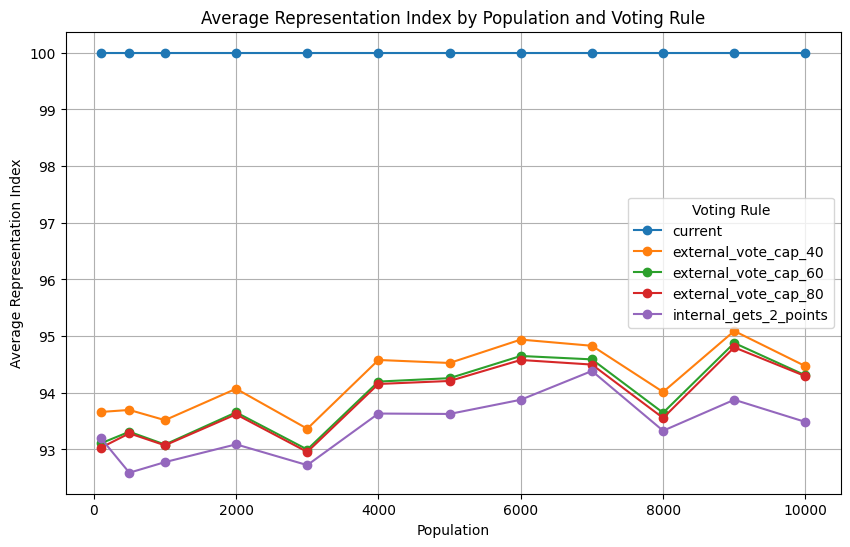 Average Representation Index by Population and Voting Rule
Average Representation Index
100
99
98
97
96
95
94
93
0
2000
4000
6000
8000
10000
Population
Voting Rule
current
external_vote_cap_40
external_vote_cap_60
external_vote_cap_80
internal_gets_2_points